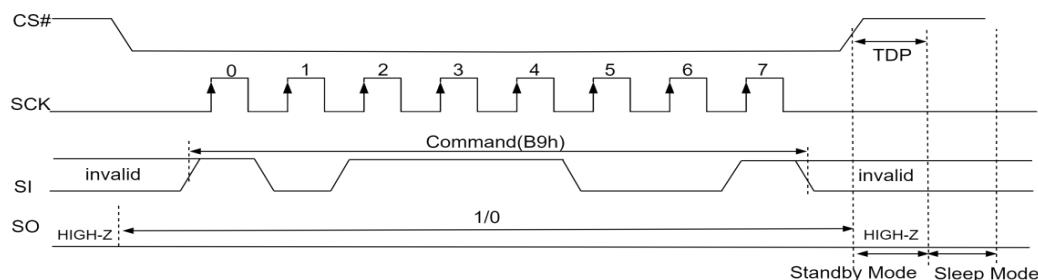 CS#
TDP
0 1 2 3 4 5 6 7
SCK
Command(B9h)
invalid invalid
SI
1/0
SO
HIGH-Z HIGH-Z
Standby Mode Sleep Mode